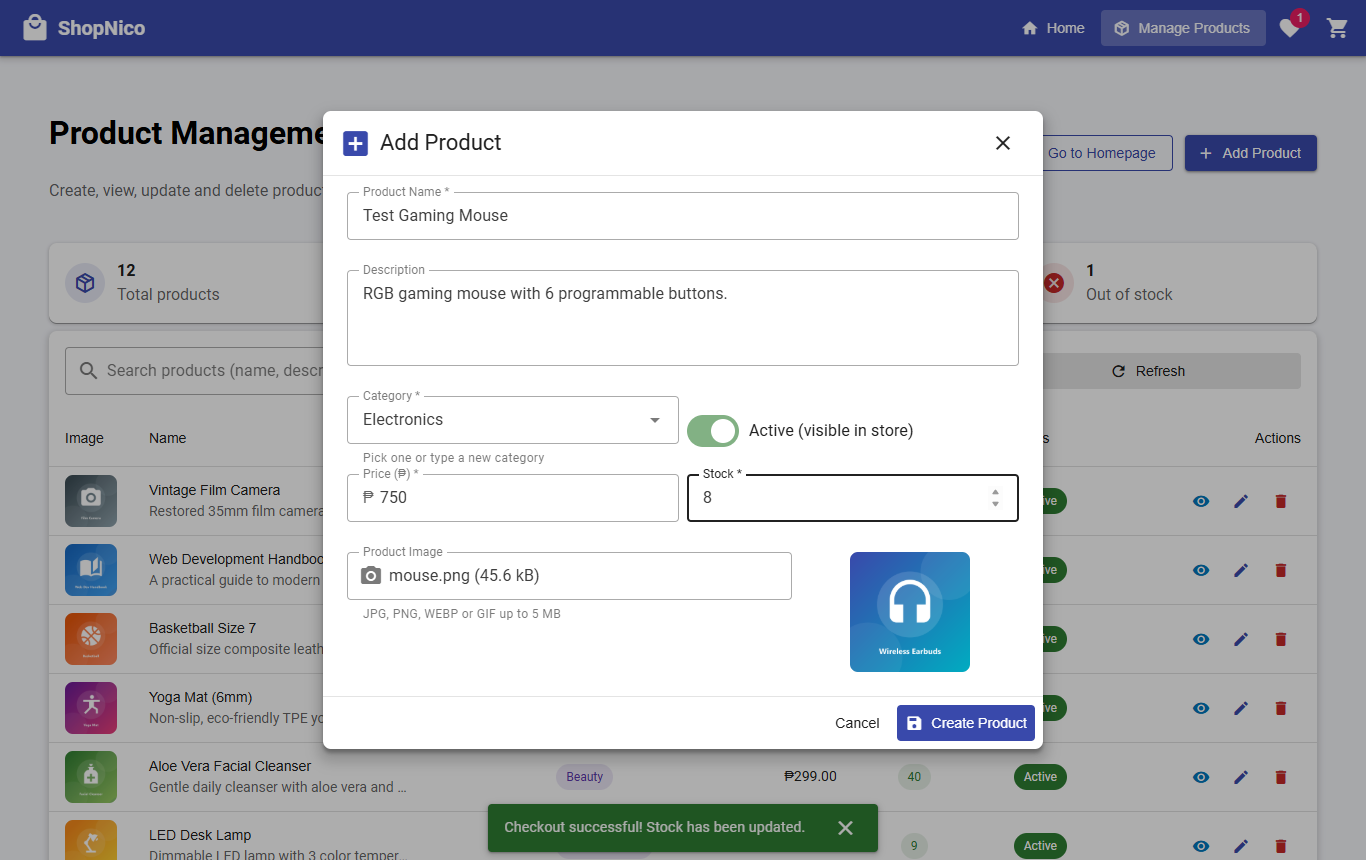 ShopNico
Home
Manage Products
1
Product Manageme
Create, view, update and delete produc
Go to Homepage
Add Product
12
Total products
1
Out of stock
Search products (name, descr
Refresh
Image
Name
s
Actions
Add Product
Product Name *
Test Gaming Mouse
Description
RGB gaming mouse with 6 programmable buttons.
Category *
Electronics
Pick one or type a new category
Active (visible in store)
Price (₱) *
₱ 750
Stock *
8
Product Image
mouse.png (45.6 kB)
JPG, PNG, WEBP or GIF up to 5 MB
Wireless Earbuds
Cancel
Create Product
Vintage Film Camera
Restored 35mm film camera
ive
Web Development Handboo
A practical guide to modern
ive
Basketball Size 7
Official size composite leath
ive
Yoga Mat (6mm)
Non-slip, eco-friendly TPE yo
Yoga Mat
ive
Aloe Vera Facial Cleanser
Gentle daily cleanser with aloe vera and ...
Beauty
₱299.00
40
Active
LED Desk Lamp
Dimmable LED lamp with 3 color temper...
9
Active
Checkout successful! Stock has been updated.